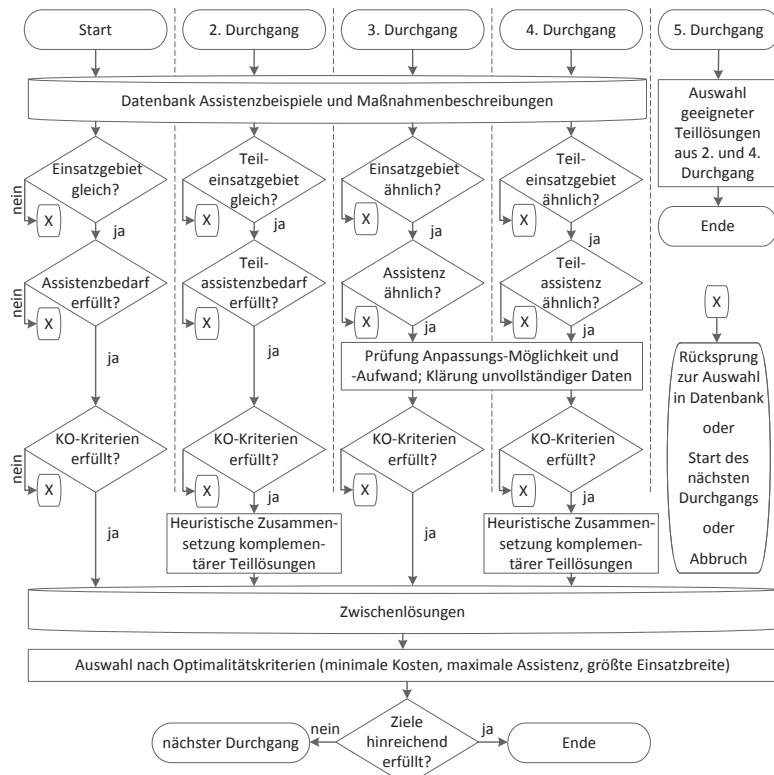 Start
2. Durchgang
3. Durchgang
4. Durchgang
5. Durchgang
Datenbank Assistenzbeispiele und Maßnahmenbeschreibungen
Auswahl
geeigneter
Teillösungen
aus 2. und 4.
Durchgang
Ende
Einsatzgebiet
gleich?
nein
X
ja
Teil-
einsatzgebiet
gleich?
X
ja
Einsatzgebiet
ähnlich?
X
ja
Teil-
einsatzgebiet
ähnlich?
X
ja
Assistenzbedarf
erfüllt?
nein
X
ja
Teil-
assistenzbedarf
erfüllt?
X
ja
Assistenz
ähnlich?
X
ja
Teil-
assistenz
ähnlich?
X
ja
Prüfung Anpassungs-Möglichkeit und
-Aufwand; Klärung unvollständiger Daten
KO-Kriterien
erfüllt?
nein
X
ja
KO-Kriterien
erfüllt?
X
ja
KO-Kriterien
erfüllt?
X
ja
KO-Kriterien
erfüllt?
X
ja
Heuristische Zusammen-
setzung komplemen-
tärer Teillösungen
Heuristische Zusammen-
setzung komplemen-
tärer Teillösungen
X
Rücksprung
zur Auswahl
in Datenbank
oder
Start des
nächsten
Durchgangs
oder
Abbruch
Zwischenlösungen
Auswahl nach Optimalitätskriterien (minimale Kosten, maximale Assistenz, größte Einsatzbreite)
nächster Durchgang
nein
Ziele
hinreichend
erfüllt?
ja
Ende